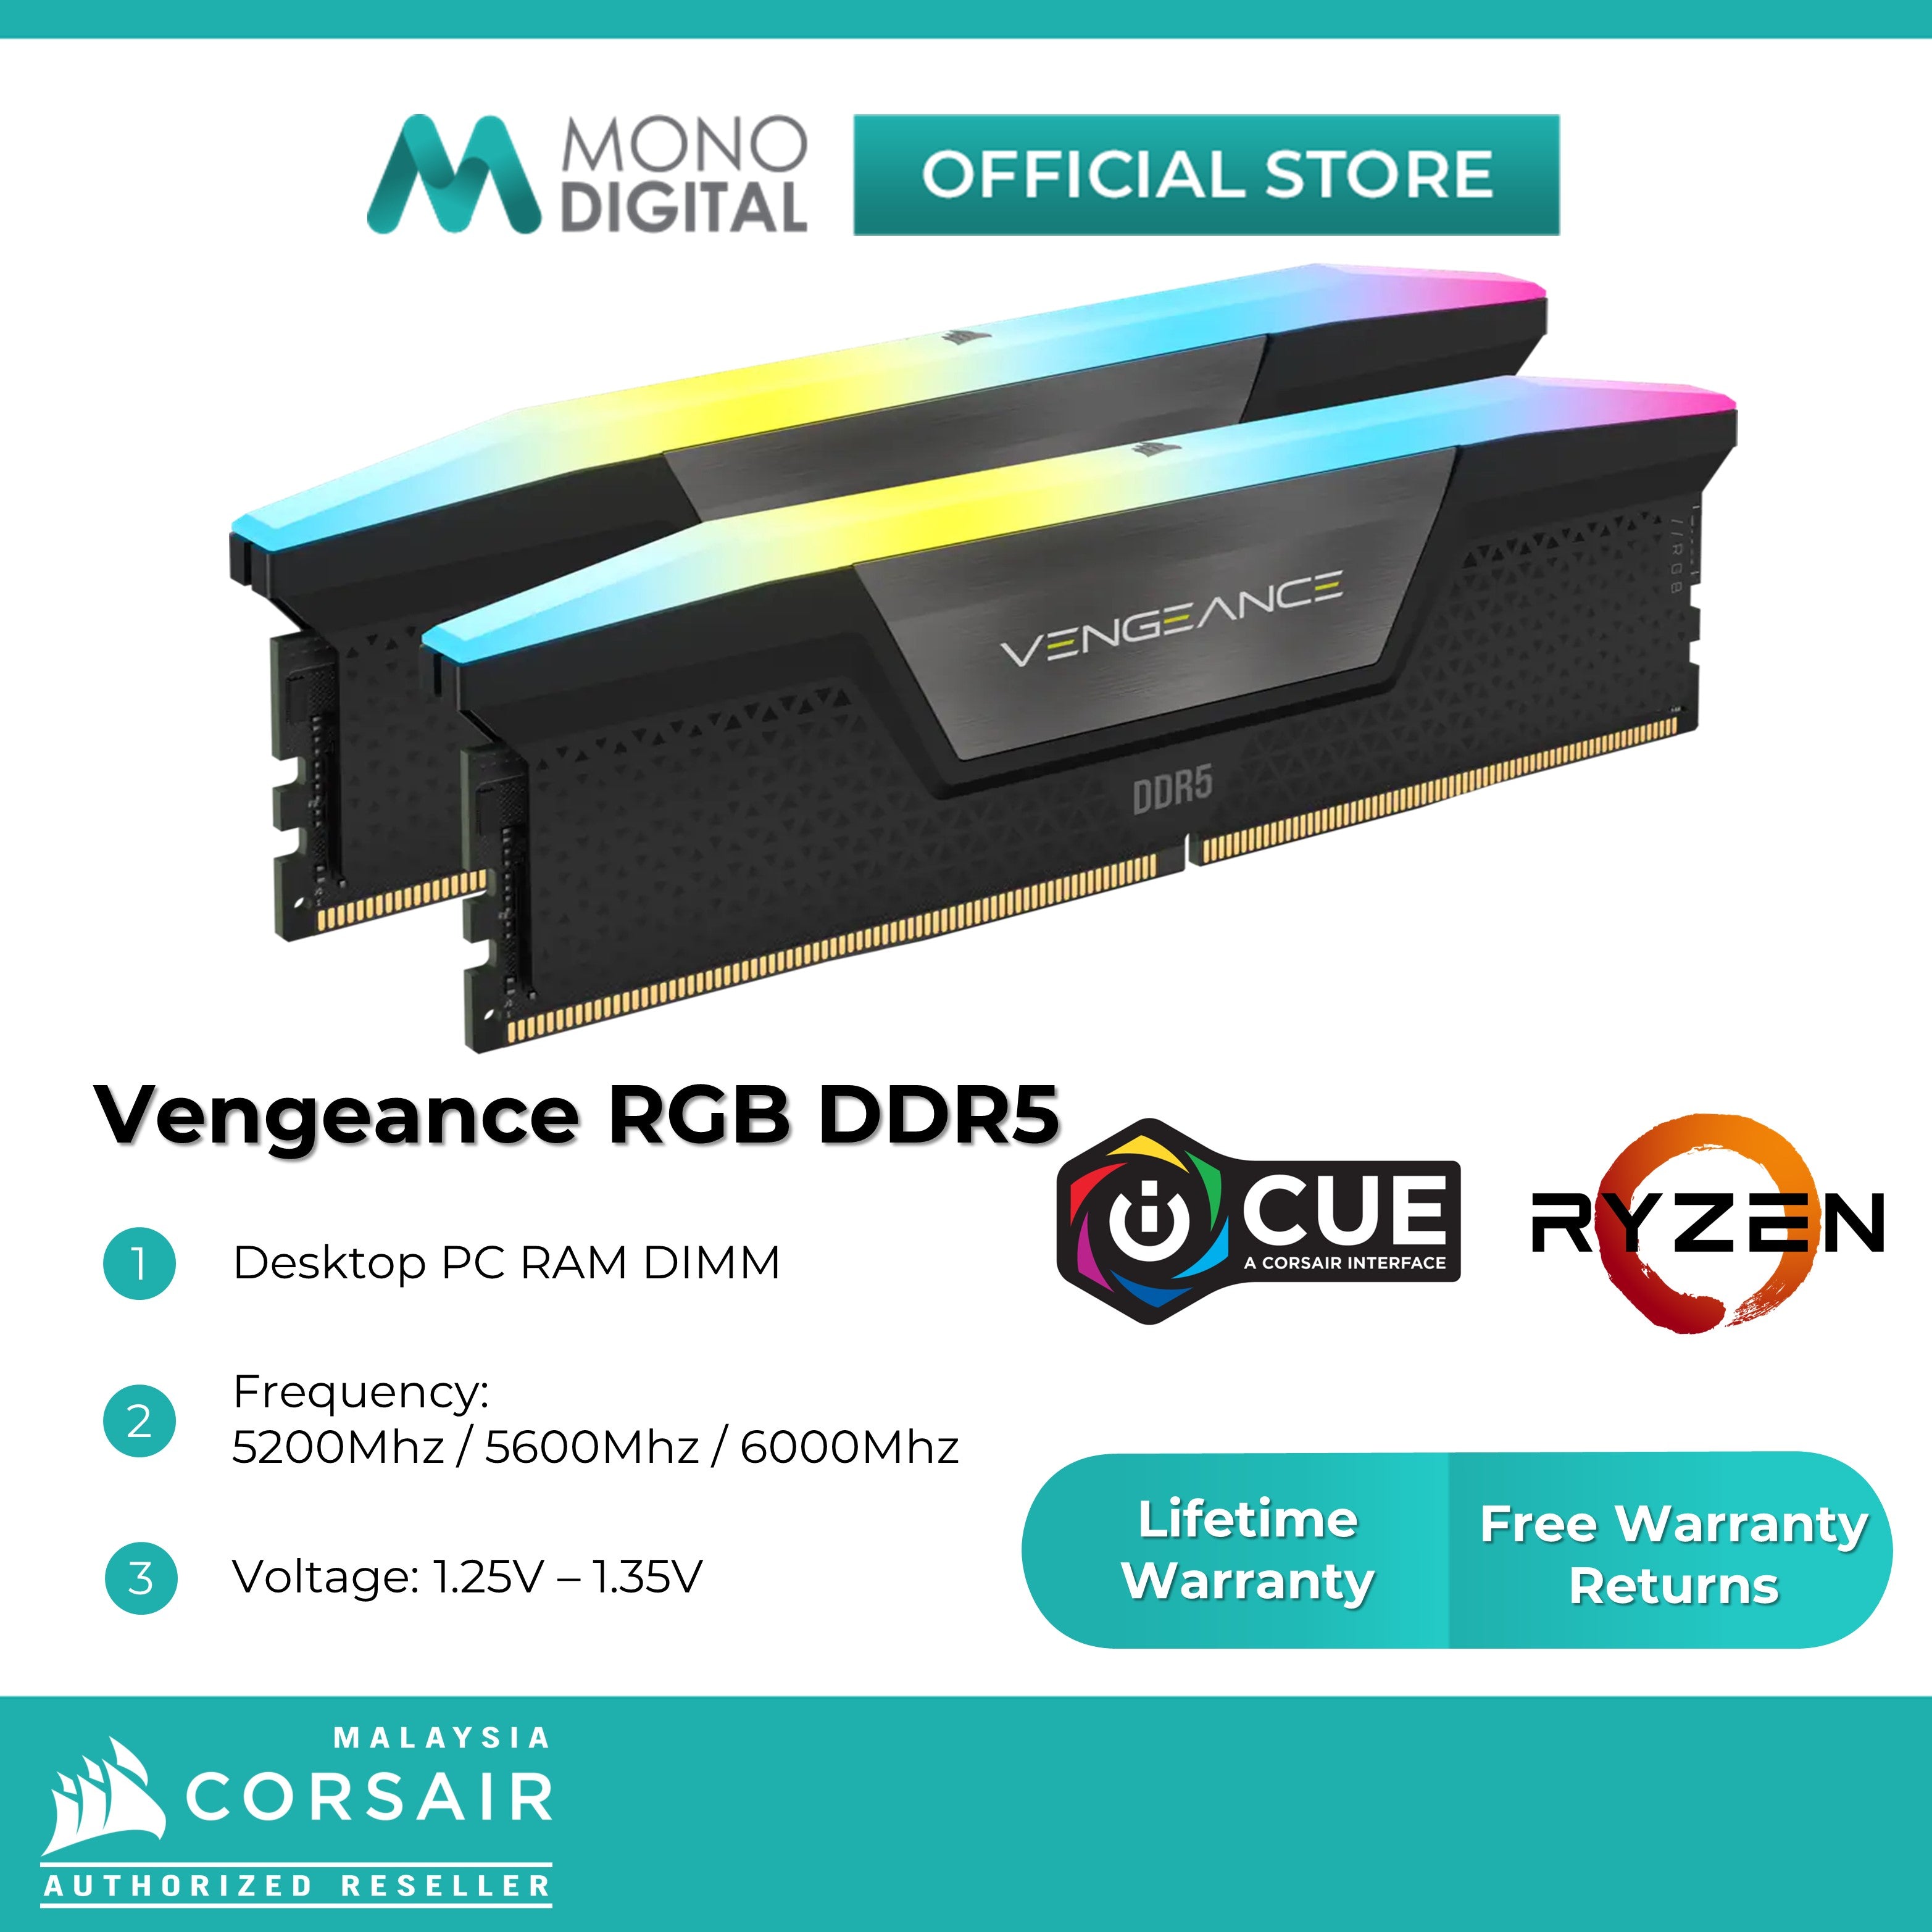 MONO
DIGITAL
OFFICIAL STORE
//RGB
VENGEANCE
DDR5
Vengeance RGB DDR5
i CUE
A CORSAIR INTERFACE
RYZEN
1 Desktop PC RAM DIMM
2 Frequency:
5200Mhz / 5600Mhz / 6000Mhz
3 Voltage: 1.25V – 1.35V
Lifetime
Warranty
Free Warranty
Returns
MALAYSIA
CORSAIR
AUTHORIZED RESELLER